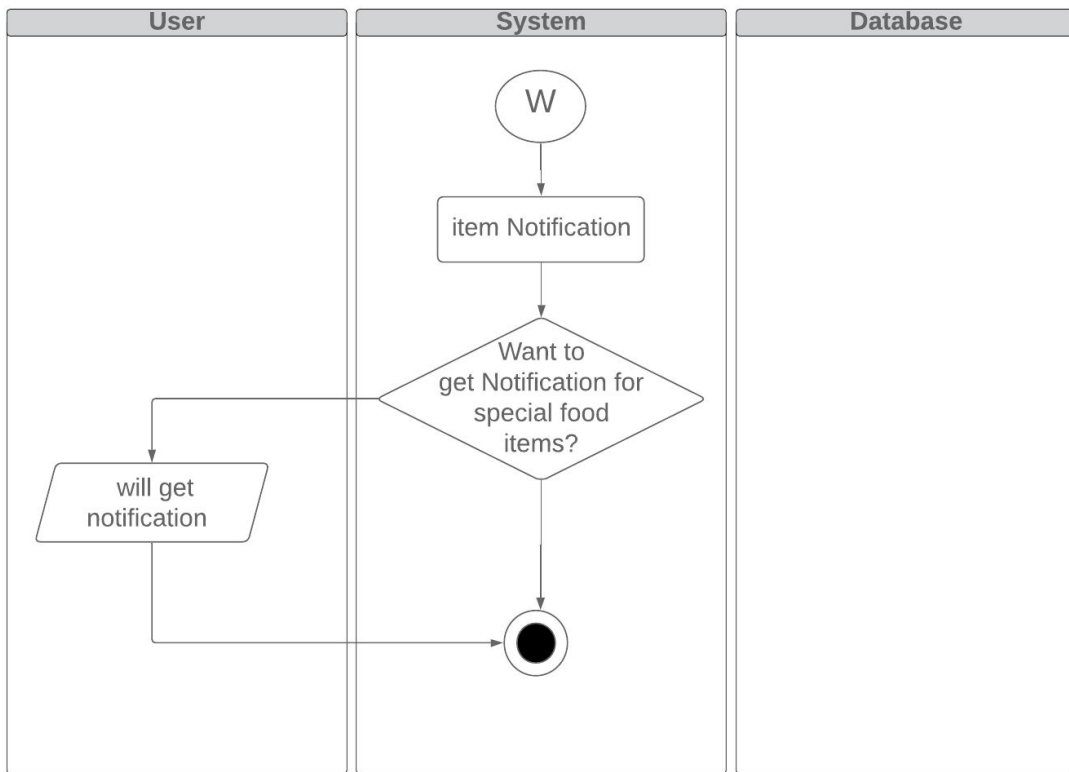 User
System
Database
W
item Notification
Want to
get Notification for
special food
items?
will get
notification